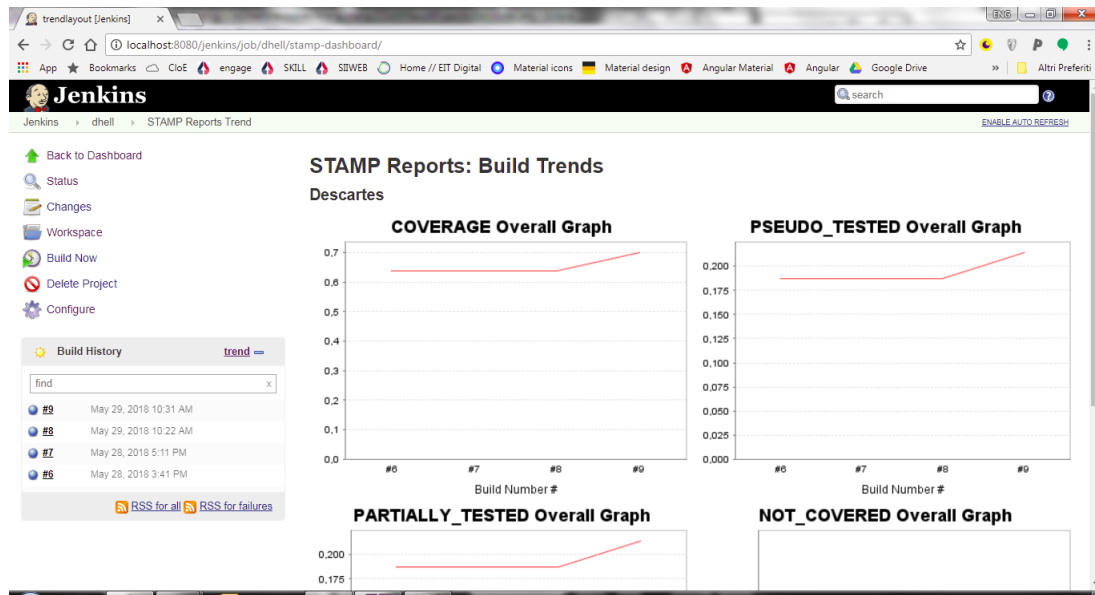 trendlayout [Jenkins] ×
ENG
localhost:8080/jenkins/job/dhell/stamp-dashboard/
App Bookmarks CloE engage SKILL SIIWEB Home // EIT Digital Material icons Material design Angular Material Angular Google Drive » Altri Preferiti
Jenkins
search
Jenkins dhell STAMP Reports Trend
ENABLE AUTO REFRESH
Back to Dashboard
Status
Changes
Workspace
Build Now
Delete Project
Configure
Build History trend
find x
#9 May 29, 2018 10:31 AM
#8 May 29, 2018 10:22 AM
#7 May 28, 2018 5:11 PM
#6 May 28, 2018 3:41 PM
RSS for all RSS for failures
STAMP Reports: Build Trends
Descartes
COVERAGE Overall Graph
0,7
0,6
0,5
0,4
0,3
0,2
0,1
0,0
#6 #7 #8 #9
Build Number #
PSEUDO_TESTED Overall Graph
0,200
0,175
0,150
0,125
0,100
0,075
0,050
0,025
0,000
#6 #7 #8 #9
Build Number #
PARTIALLY_TESTED Overall Graph
0,200
0,175
NOT_COVERED Overall Graph